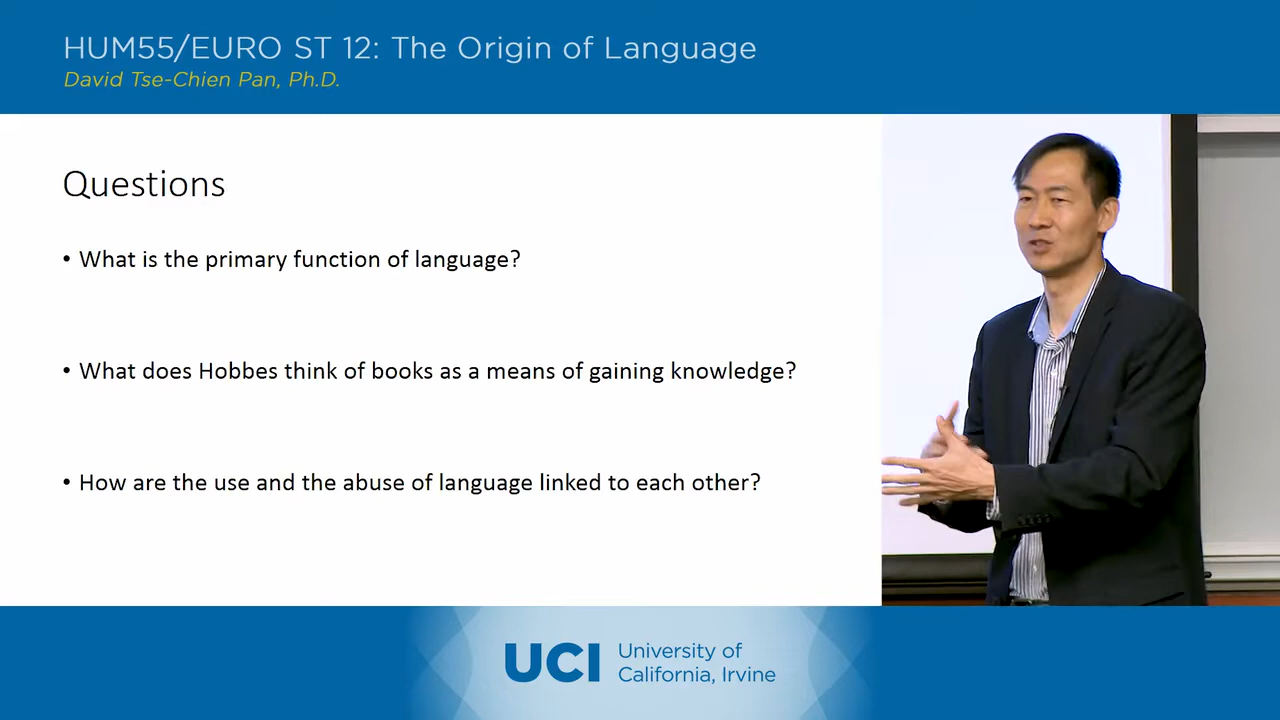 HUM55/EURO ST 12: The Origin of Language
David Tse-Chien Pan, Ph.D.
Questions
• What is the primary function of language?
• What does Hobbes think of books as a means of gaining knowledge?
• How are the use and the abuse of language linked to each other?
UCI University of
California, Irvine